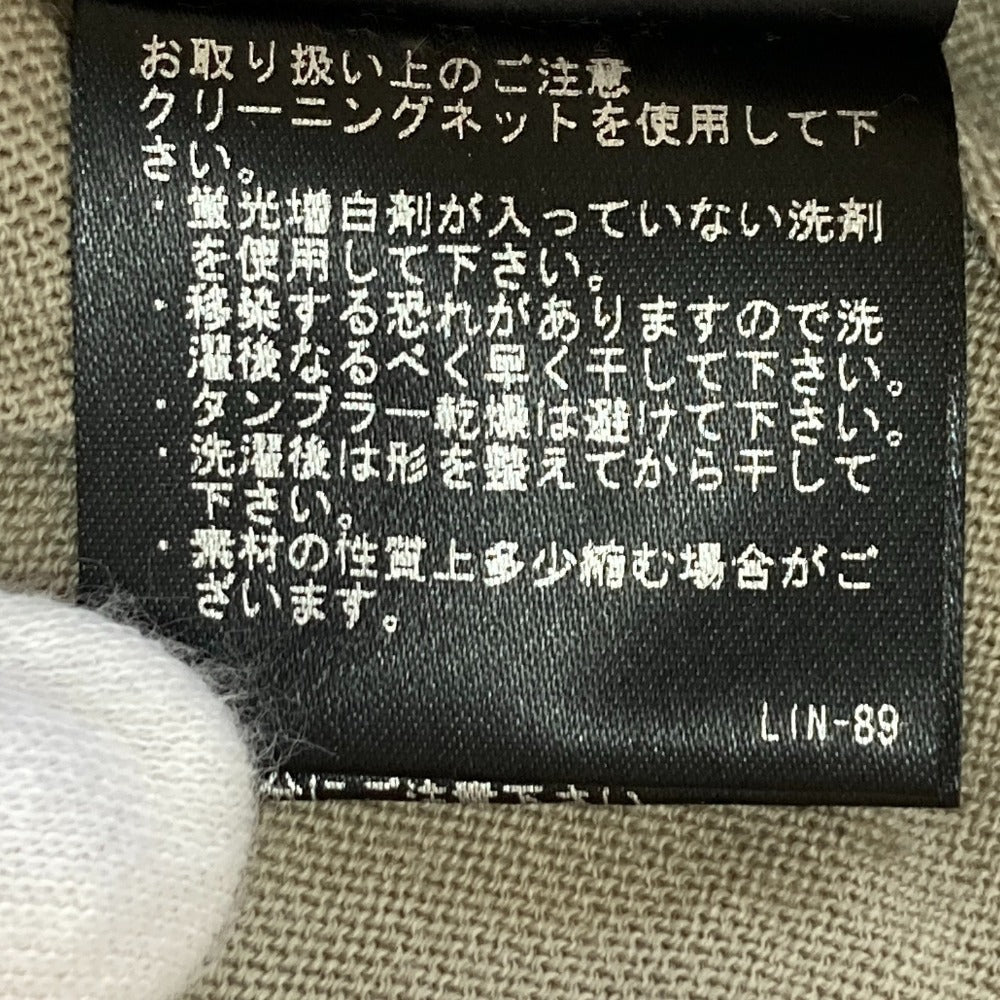 お取り扱い上のご注意
クリーニングネットを使用して下
さい。
・蛍光増白剤が入っていない洗剤
を使用して下さい。
・移染する恐れがありますので洗
濯後なるべく早く干して下さい。
・タンブラー乾燥は避けて下さい。
・洗濯後は形を整えてから干して
下さい。
・素材の性質上多少縮む場合がご
ざいます。
LIN-89
ご注意下さい